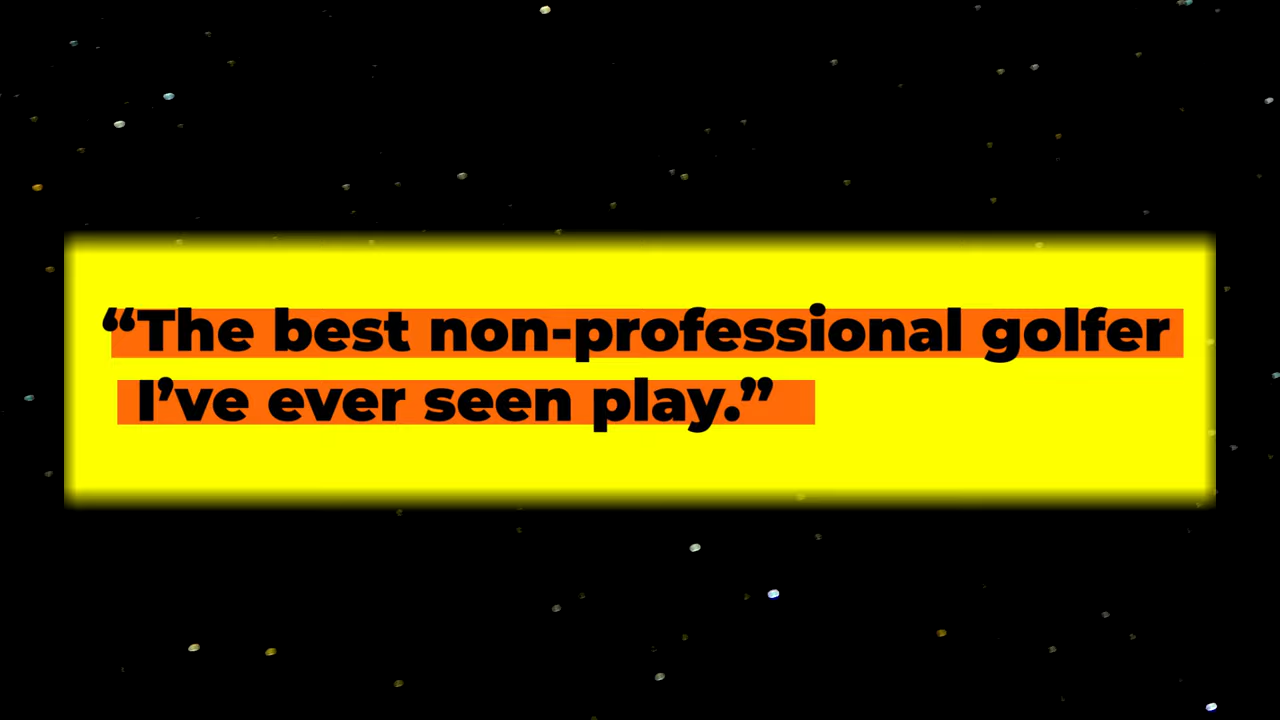 “The best non-professional golfer
I’ve ever seen play.”